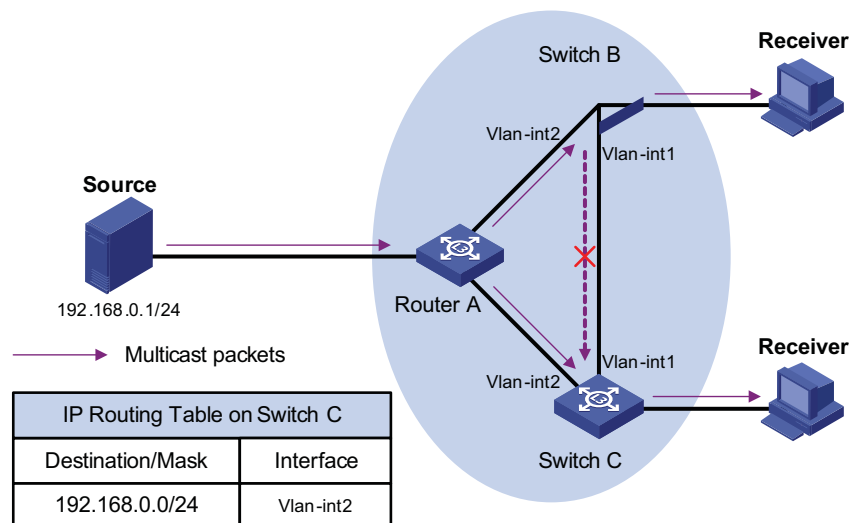 Switch B
Receiver
Vlan-int2
Vlan-int1
Source
192.168.0.1/24
Router A
Multicast packets
Vlan-int1
Vlan-int2
Receiver
Switch C
IP Routing Table on Switch C
Destination/Mask Interface
192.168.0.0/24 Vlan-int2